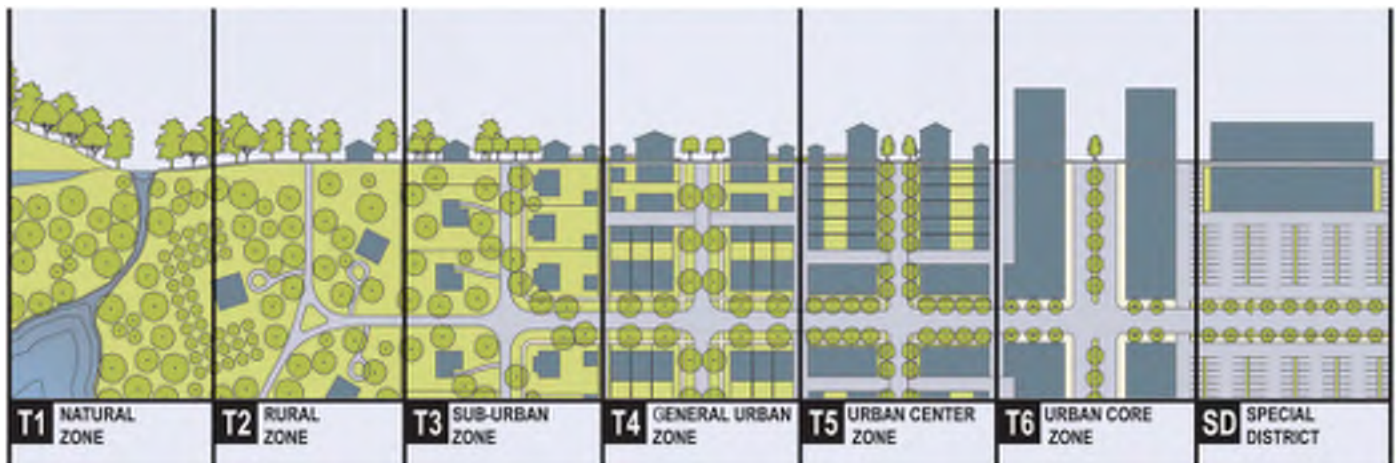 T1 NATURAL
ZONE
T2 RURAL
ZONE
T3 SUB-URBAN
ZONE
T4 GENERAL URBAN
ZONE
T5 URBAN CENTER
ZONE
T6 URBAN CORE
ZONE
SD SPECIAL
DISTRICT